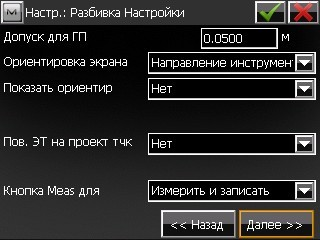 Настр.: Разбивка Настройки
Допуск для ГП 0.0500 м
Ориентировка экрана Направление инструмент
Показать ориентир Нет
Пов. ЭТ на проект тчк Нет
Кнопка Meas для Измерить и записать
<< Назад Далее >>